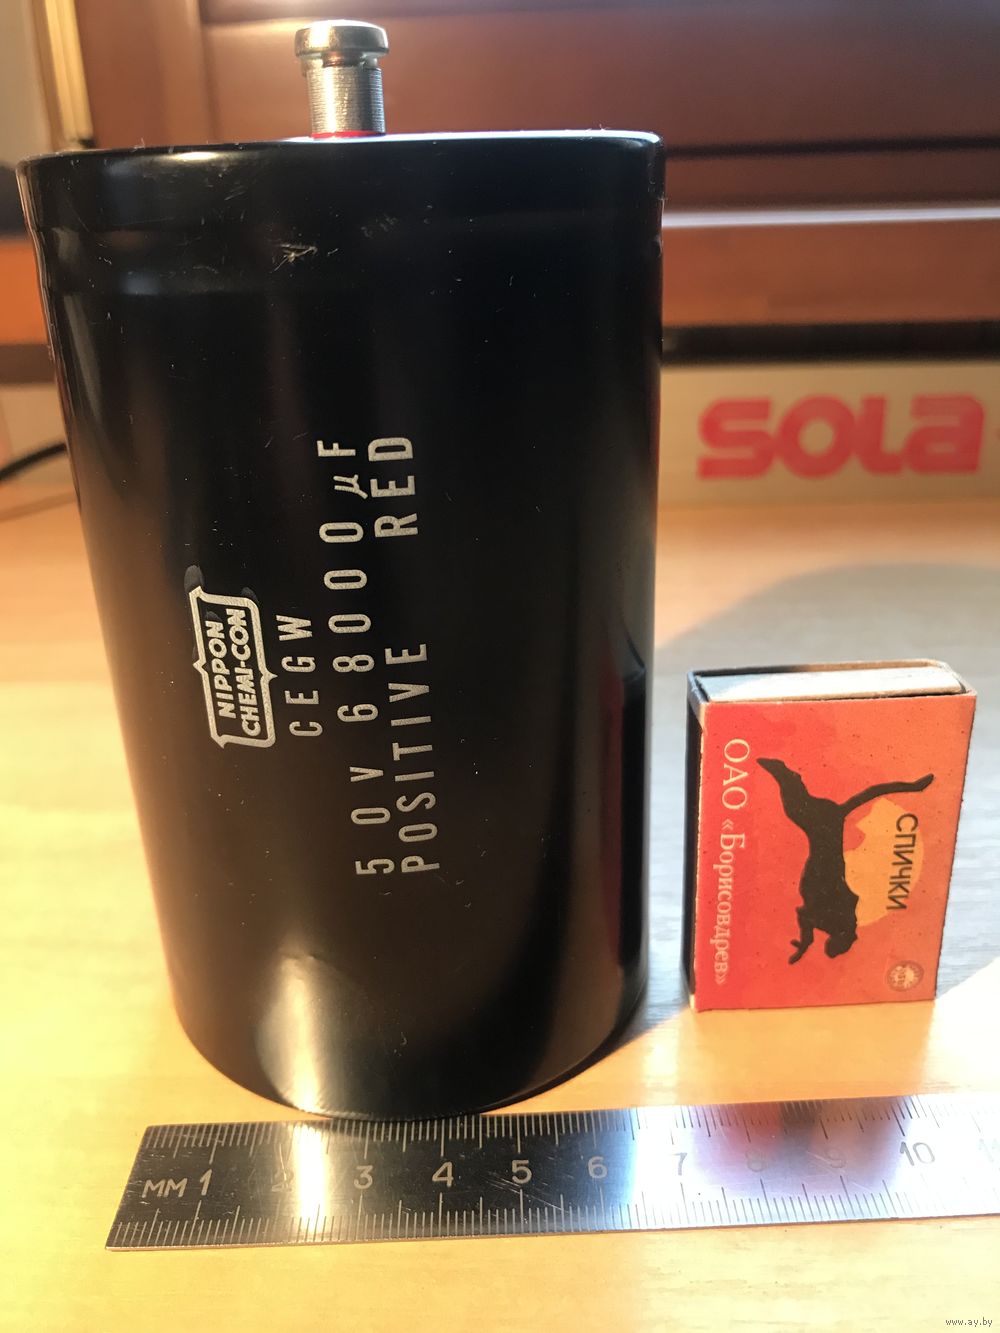 sola
NIPPON
CHEMI-CON
CEGW
50V 68000µF
POSITIVE RED
СПИЧКИ
ОАО «Борисовдрев»
мм 1 2 3 4 5 6 7 8 9 10
www.ay.by